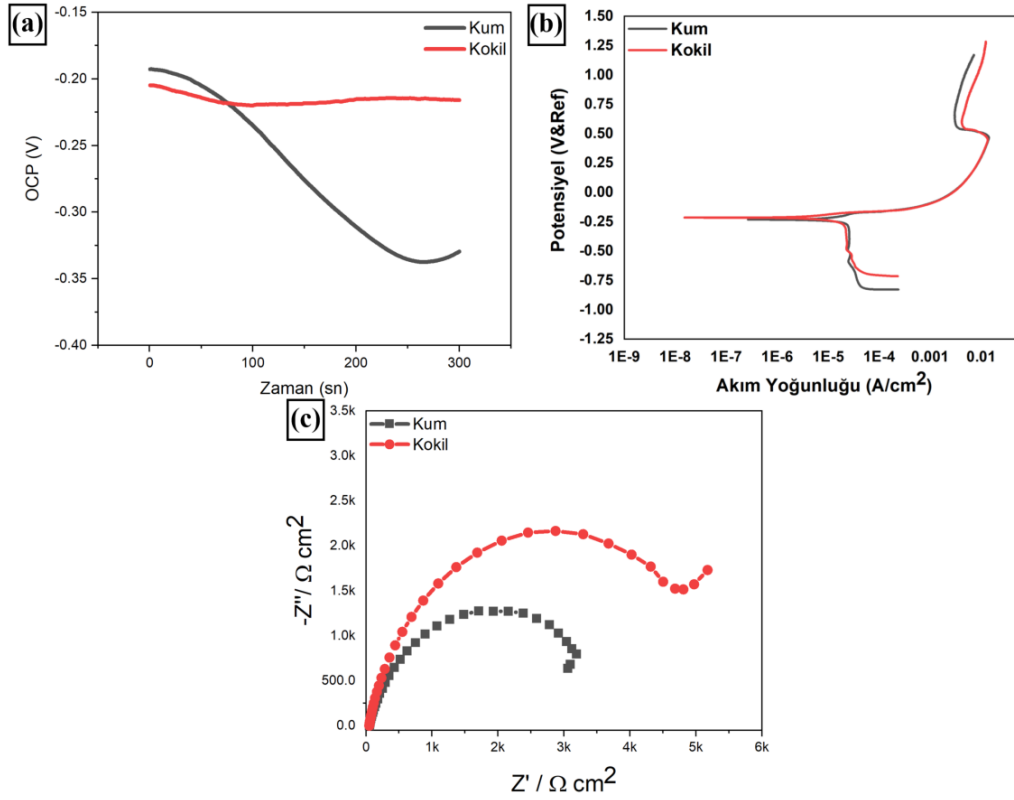 (a)
Kum
Kokil
-0.15
-0.20
-0.25
-0.30
-0.35
-0.40
OCP (V)
0
100
200
300
Zaman (sn)
(b)
Kum
Kokil
1.50
1.25
1.00
0.75
0.50
0.25
0.00
-0.25
-0.50
-0.75
-1.00
-1.25
Potensiyel (V&Ref)
1E-9
1E-8
1E-7
1E-6
1E-5
1E-4
0.001
0.01
Akım Yoğunluğu (A/cm²)
(c)
Kum
Kokil
3.5k
3.0k
2.5k
2.0k
1.5k
1.0k
500.0
0.0
-Z''/ Ω cm²
0
1k
2k
3k
4k
5k
6k
Z' / Ω cm²